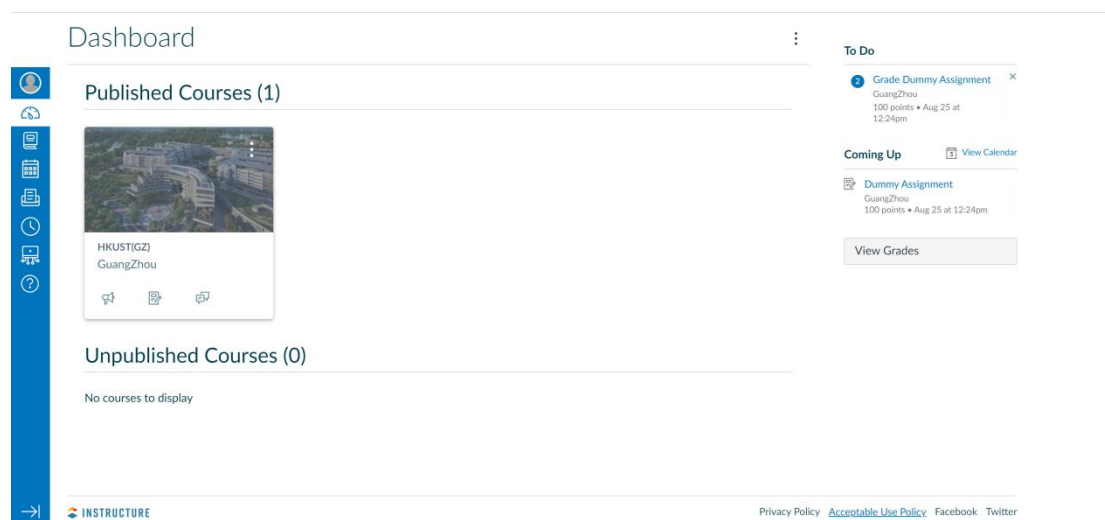 Dashboard
Published Courses (1)
HKUST(GZ)
GuangZhou
Unpublished Courses (0)
No courses to display
To Do
2 Grade Dummy Assignment
GuangZhou
100 points • Aug 25 at
12:24pm
Coming Up 3 View Calendar
Dummy Assignment
GuangZhou
100 points • Aug 25 at 12:24pm
View Grades
INSTRUCTURE
Privacy Policy Acceptable Use Policy Facebook Twitter